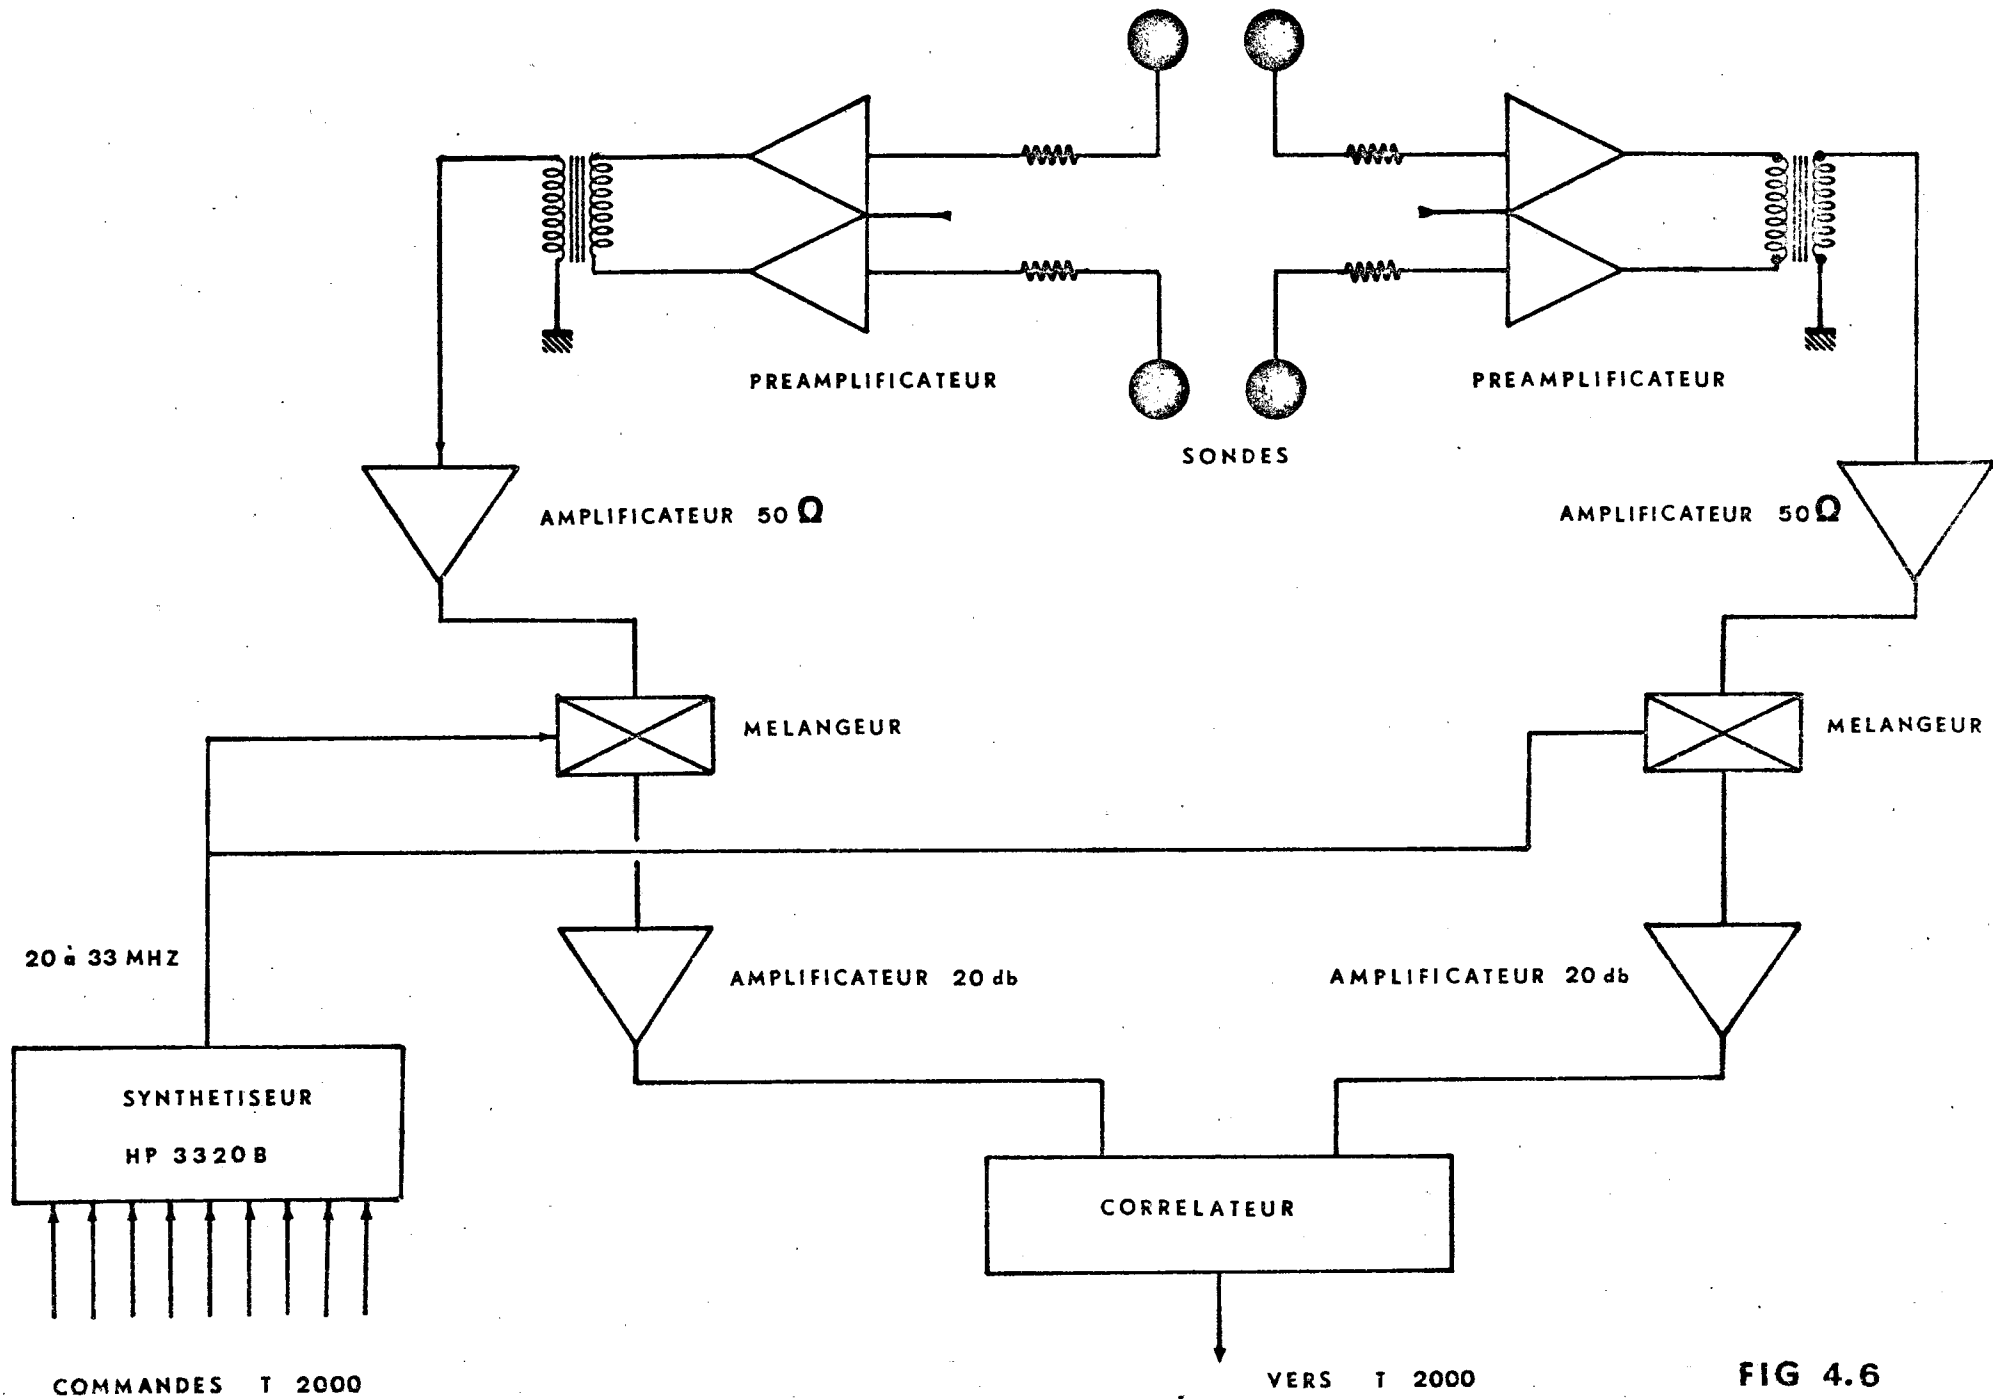 PREAMPLIFICATEUR
PREAMPLIFICATEUR
SONDES
AMPLIFICATEUR 50 Ω
AMPLIFICATEUR 50 Ω
MELANGEUR
MELANGEUR
20 à 33 MHZ
AMPLIFICATEUR 20 db
AMPLIFICATEUR 20 db
SYNTHETISEUR
HP 3320 B
CORRELATEUR
COMMANDES T 2000
VERS T 2000
FIG 4.6